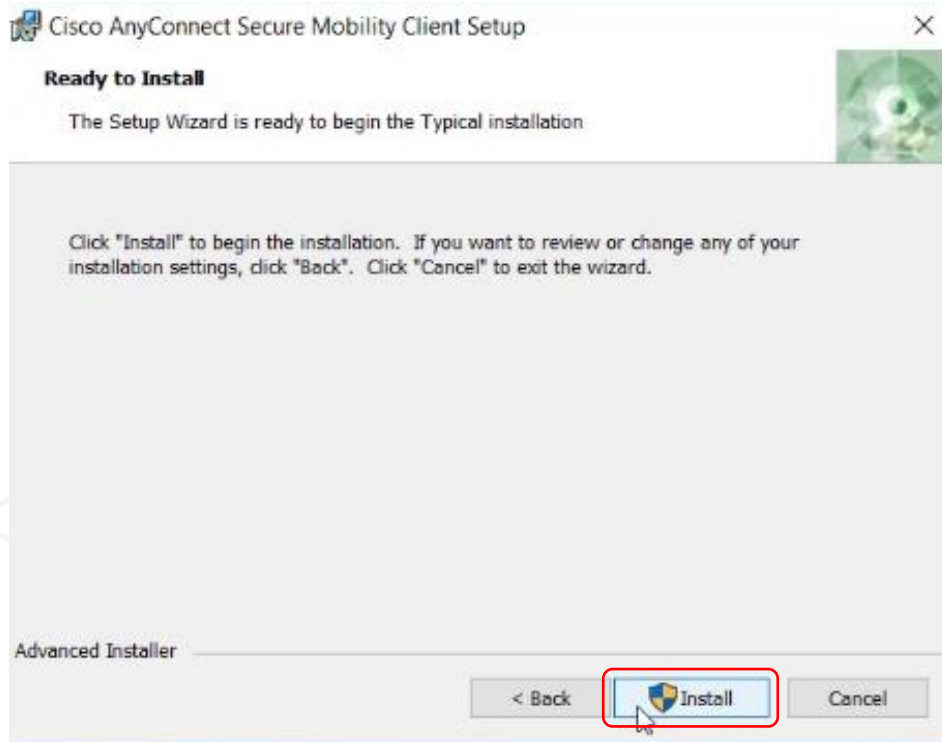 Cisco AnyConnect Secure Mobility Client Setup
Ready to Install
The Setup Wizard is ready to begin the Typical installation
Click "Install" to begin the installation. If you want to review or change any of your
installation settings, click "Back". Click "Cancel" to exit the wizard.
Advanced Installer
< Back
Install
Cancel